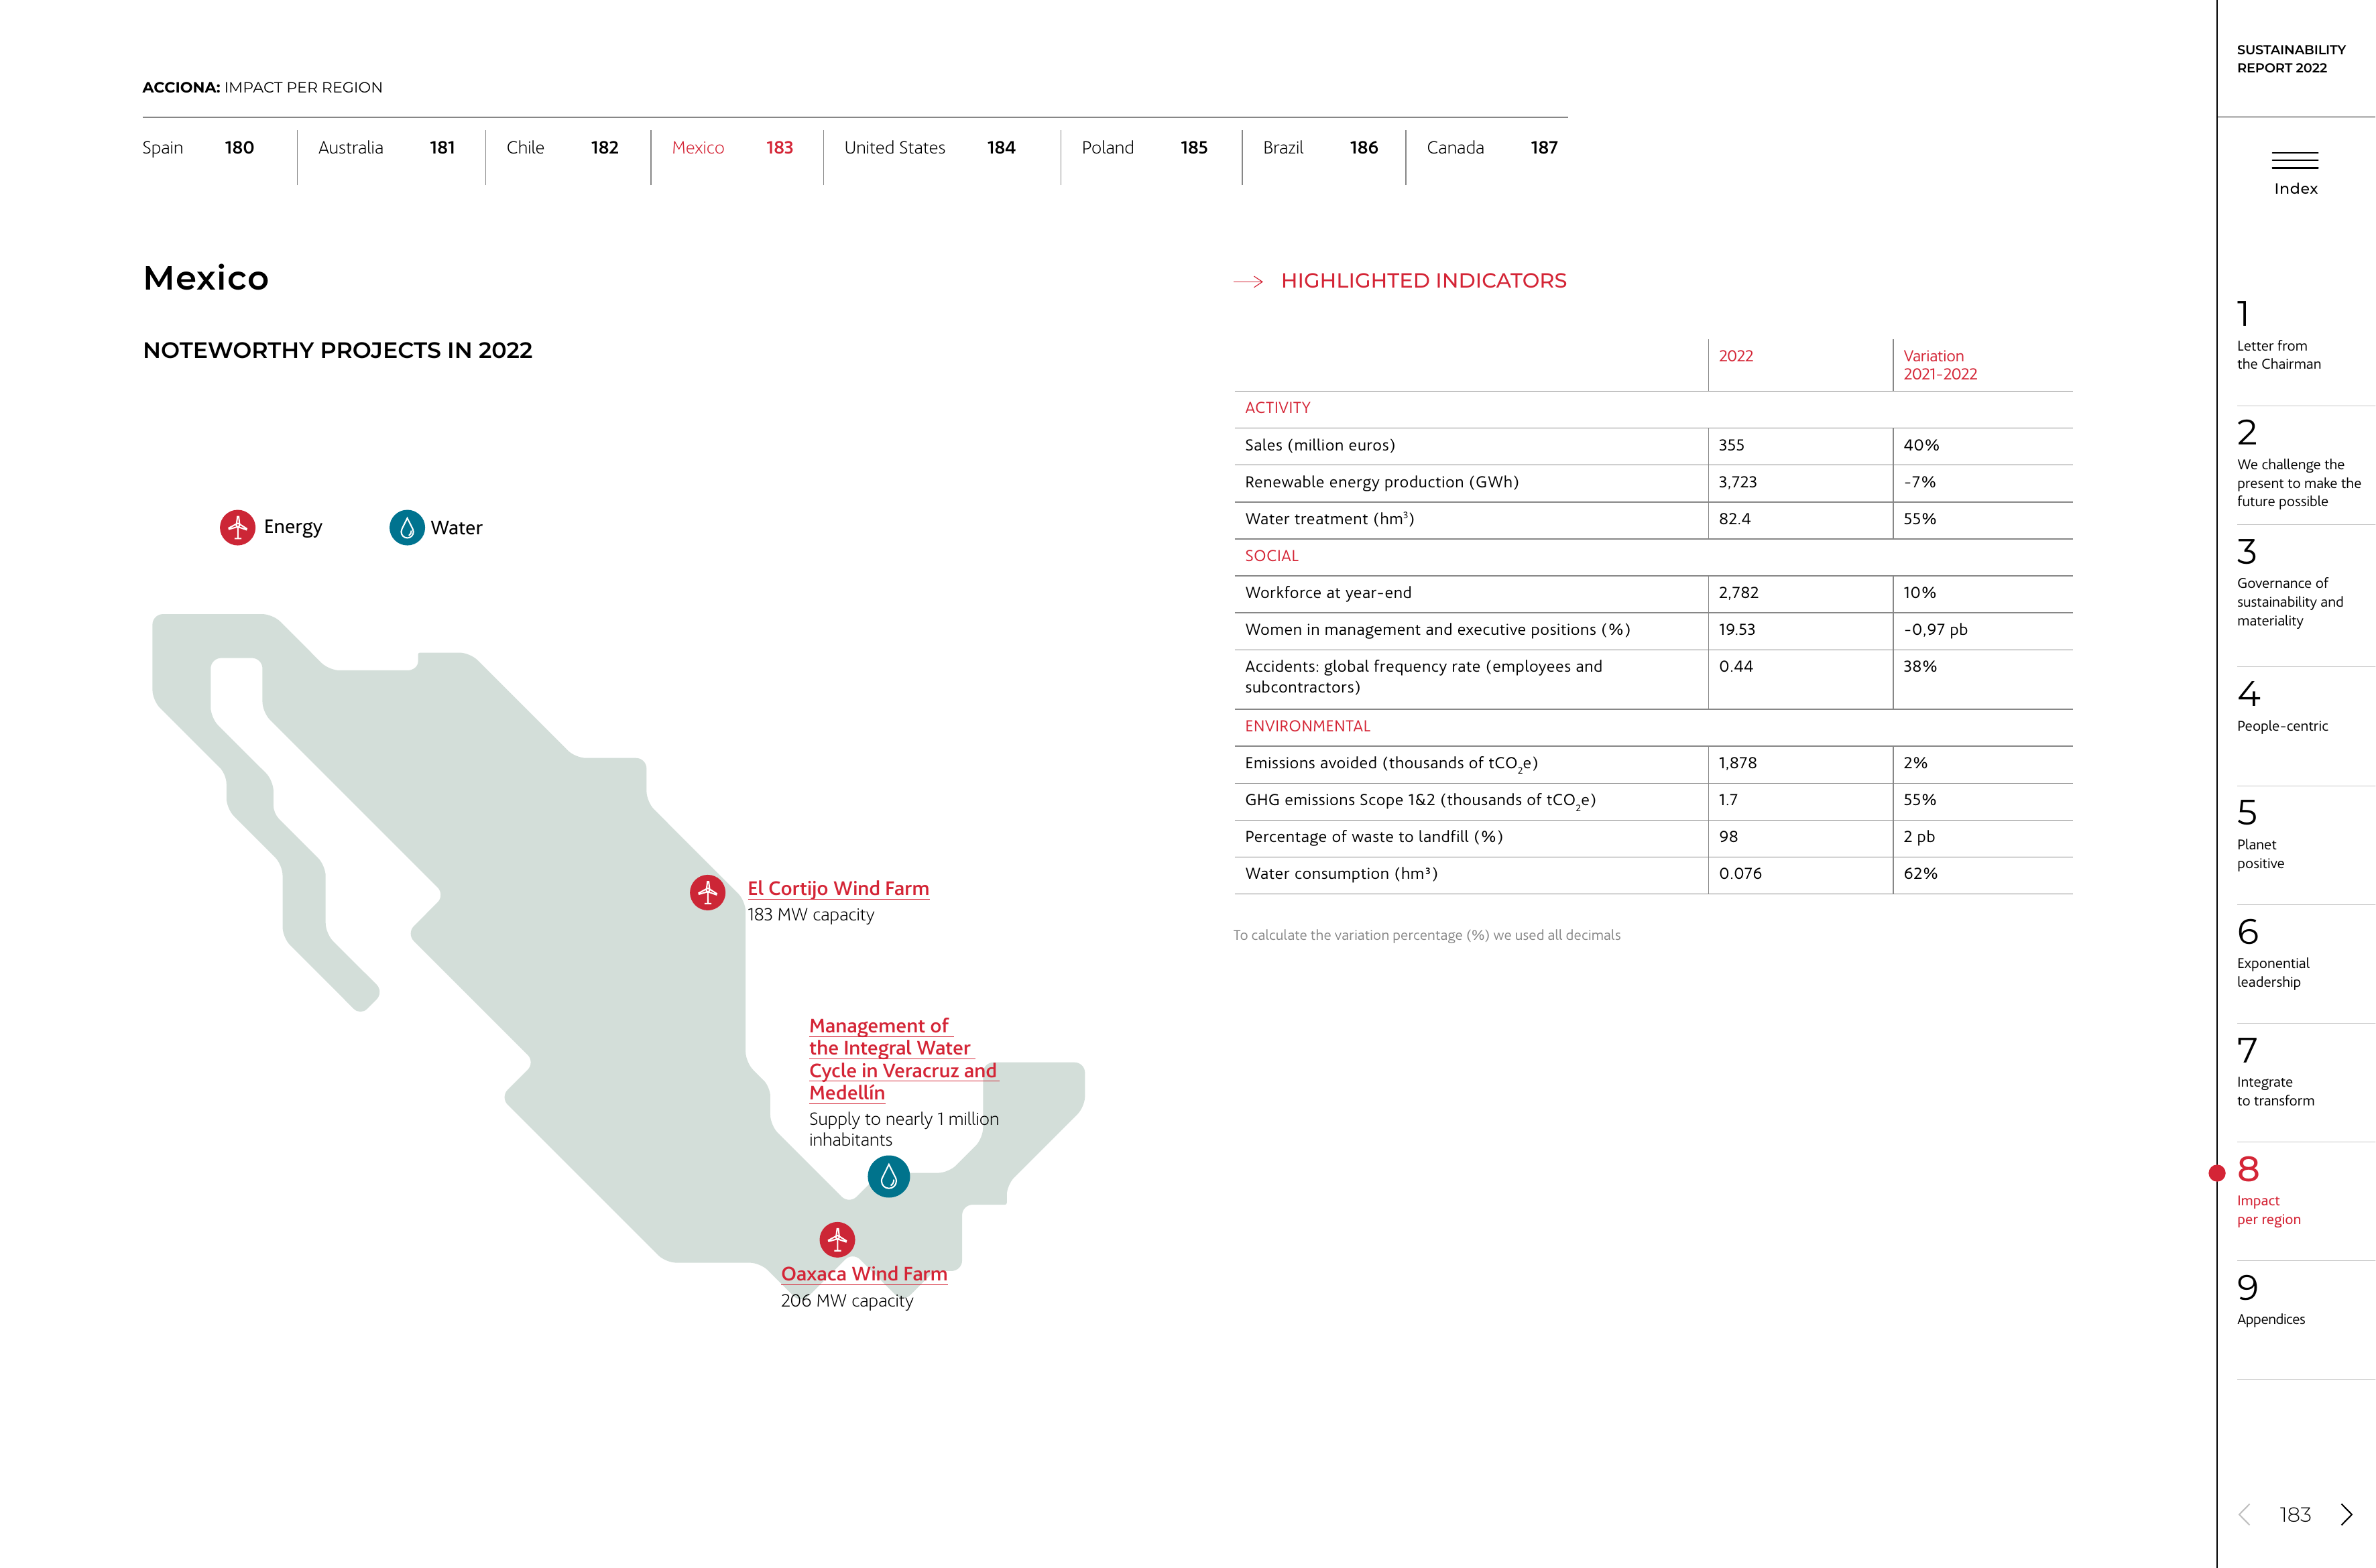 ACCIONA: IMPACT PER REGION
Spain 180 Australia 181 Chile 182 Mexico 183 United States 184 Poland 185 Brazil 186 Canada 187
Mexico
NOTEWORTHY PROJECTS IN 2022
Energy Water
El Cortijo Wind Farm
183 MW capacity
Management of
the Integral Water
Cycle in Veracruz and
Medellín
Supply to nearly 1 million
inhabitants
Oaxaca Wind Farm
206 MW capacity
HIGHLIGHTED INDICATORS
2022 Variation
2021-2022
ACTIVITY
Sales (million euros) 355 40%
Renewable energy production (GWh) 3,723 -7%
Water treatment (hm³) 82.4 55%
SOCIAL
Workforce at year-end 2,782 10%
Women in management and executive positions (%) 19.53 -0,97 pb
Accidents: global frequency rate (employees and 0.44 38%
subcontractors)
ENVIRONMENTAL
Emissions avoided (thousands of tCO₂e) 1,878 2%
GHG emissions Scope 1&2 (thousands of tCO₂e) 1.7 55%
Percentage of waste to landfill (%) 98 2 pb
Water consumption (hm³) 0.076 62%
To calculate the variation percentage (%) we used all decimals
SUSTAINABILITY
REPORT 2022
Index
1
Letter from
the Chairman
2
We challenge the
present to make the
future possible
3
Governance of
sustainability and
materiality
4
People-centric
5
Planet
positive
6
Exponential
leadership
7
Integrate
to transform
8
Impact
per region
9
Appendices
183